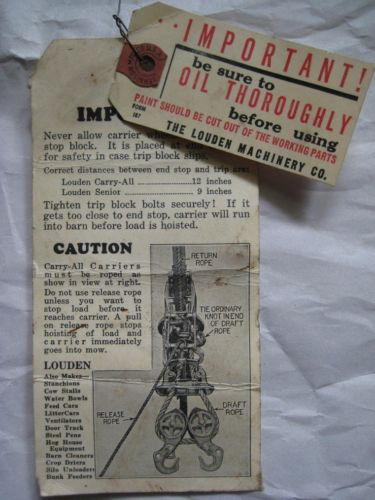 FORM
187
IMPORTANT!
be sure to
OIL THOROUGHLY
before using
PAINT SHOULD BE CUT OUT OF THE WORKING PARTS
THE LOUDEN MACHINERY CO.
IMP
Never allow carrier
stop block. It is placed at
for safety in case trip block slips.
Correct distances between end stop and trip are:
Louden Carry-All ........ 12 inches
Louden Senior ........ 9 inches
Tighten trip block bolts securely! If it
gets too close to end stop, carrier will run
into barn before load is hoisted.
CAUTION
Carry-All Carriers
must be roped as
show in view at right.
Do not use release rope
unless you want to
stop load before it
reaches carrier. A pull
on release rope stops
hoisting of load and
carrier immediately
goes into mow.
LOUDEN
Also Makes—
Stanchions
Cow Stalls
Water Bowls
Feed Cars
LitterCars
Ventilators
Door Track
Steel Pens
Hog House
Equipment
Barn Cleaners
Crop Driers
Silo Unloaders
Bunk Feeders
RETURN
ROPE
TIE ORDINARY
KNOT IN END
OF DRAFT
ROPE
RELEASE
ROPE
DRAFT
ROPE